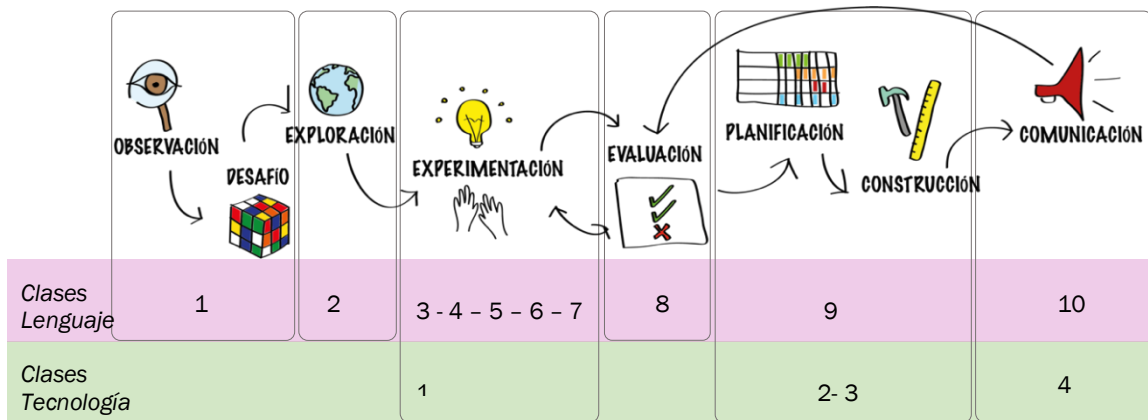 OBSERVACIÓN
DESAFÍO
EXPLORACIÓN
EXPERIMENTACIÓN
EVALUACIÓN
PLANIFICACIÓN
CONSTRUCCIÓN
COMUNICACIÓN
Clases
Lenguaje
1
2
3 - 4 – 5 – 6 – 7
8
9
10
Clases
Tecnología
1
2- 3
4